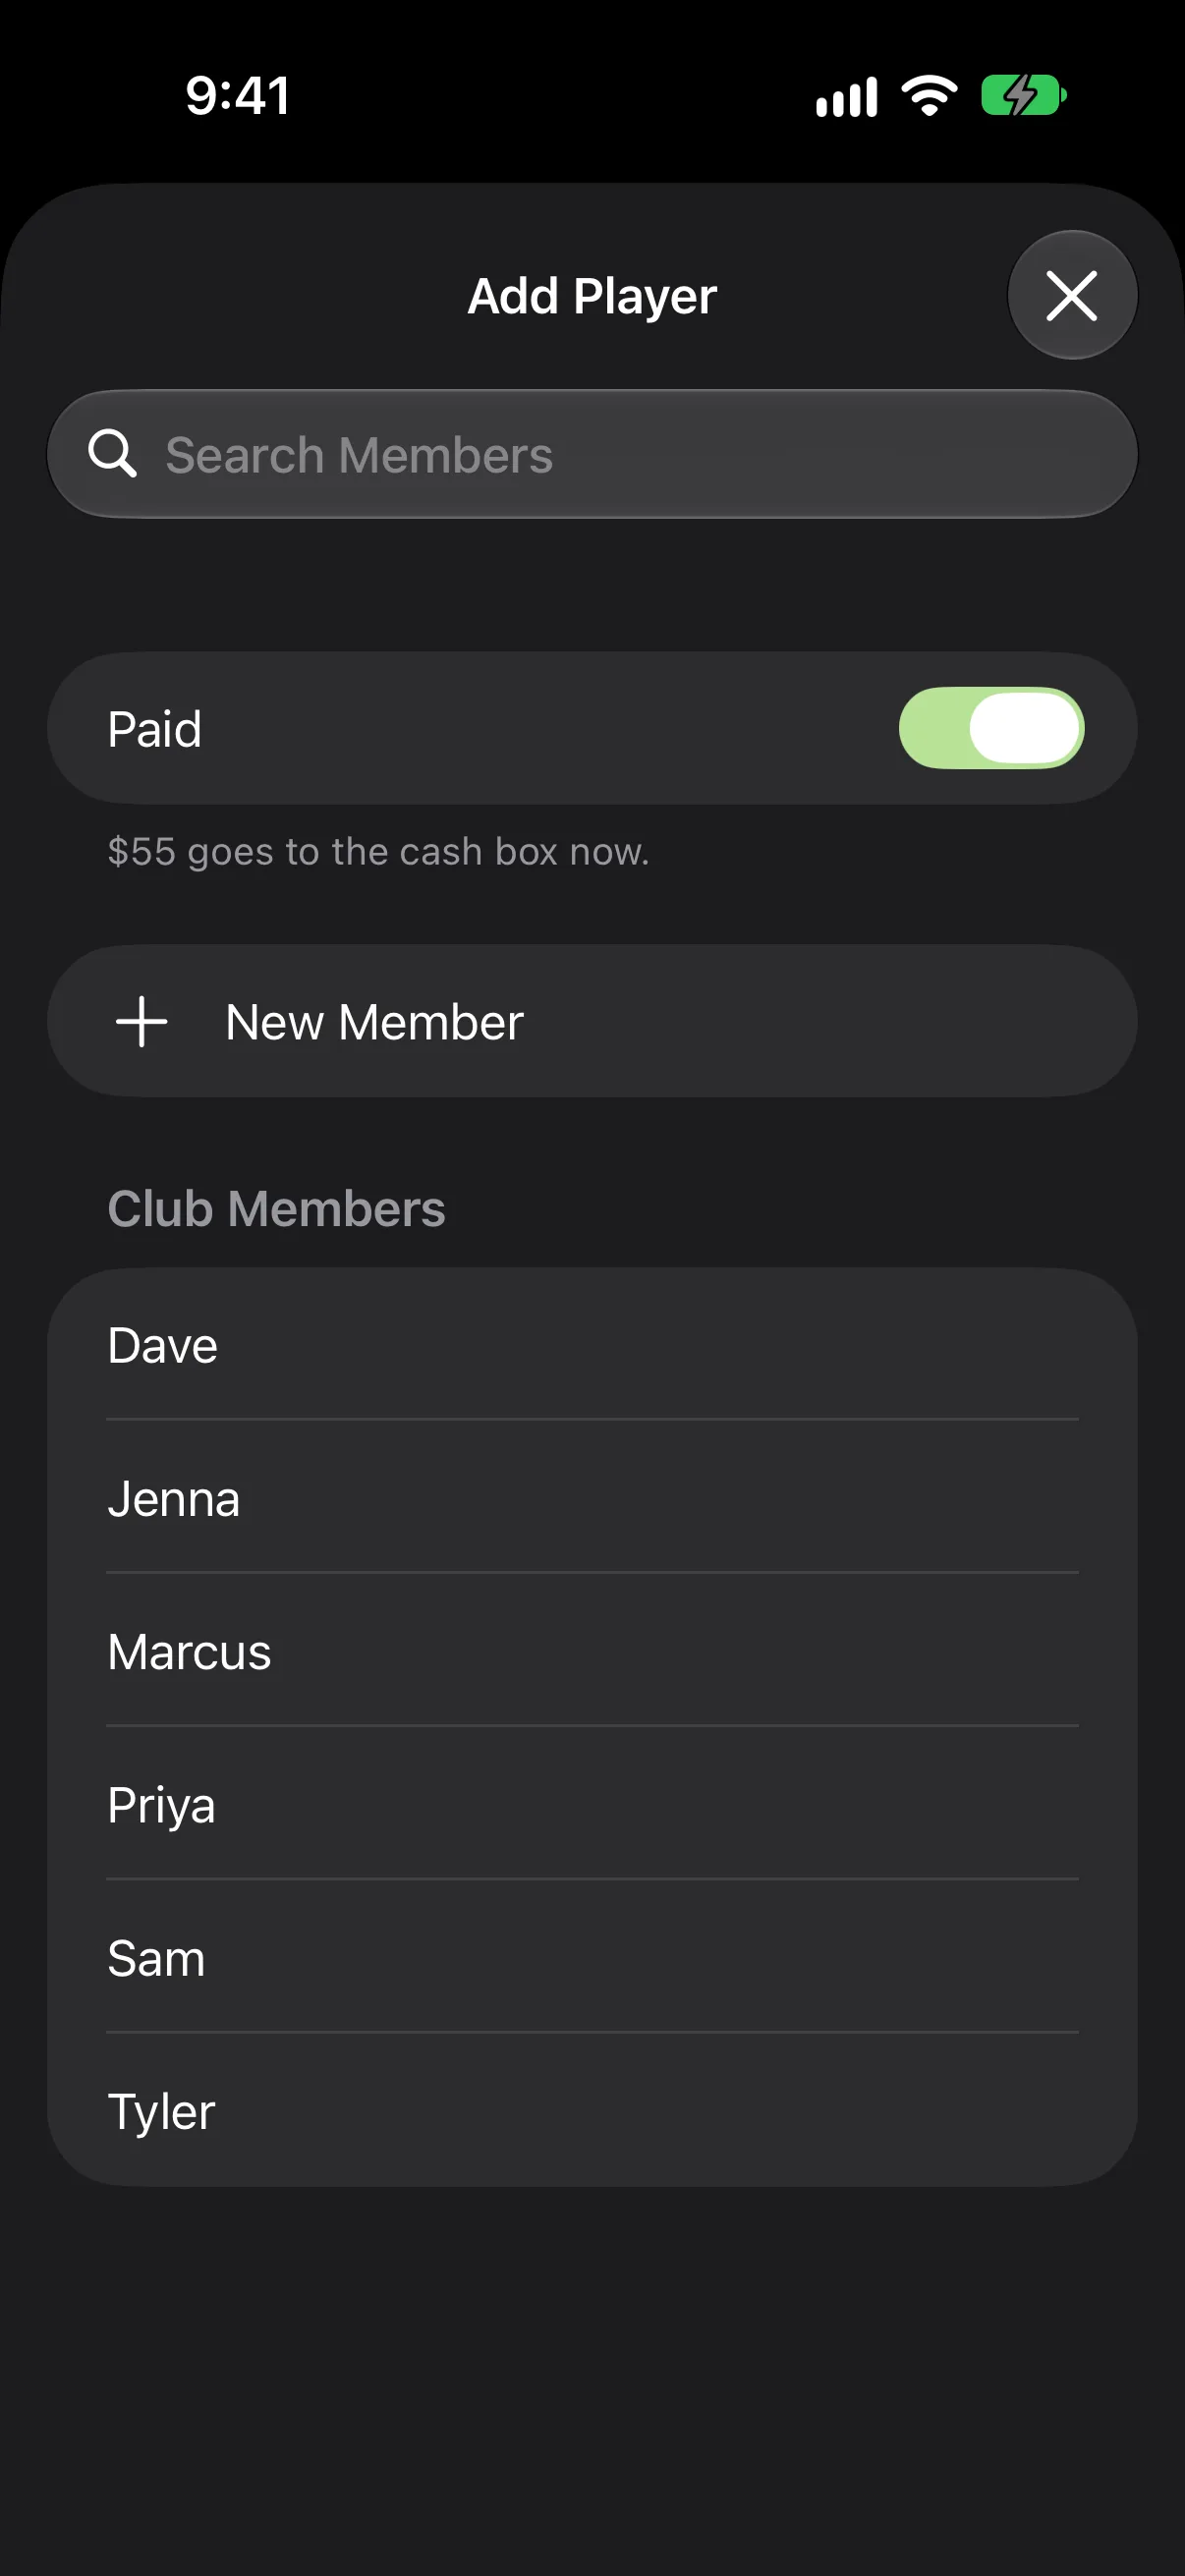 9:41
Add Player
Search Members
Paid
$55 goes to the cash box now.
New Member
Club Members
Dave
Jenna
Marcus
Priya
Sam
Tyler